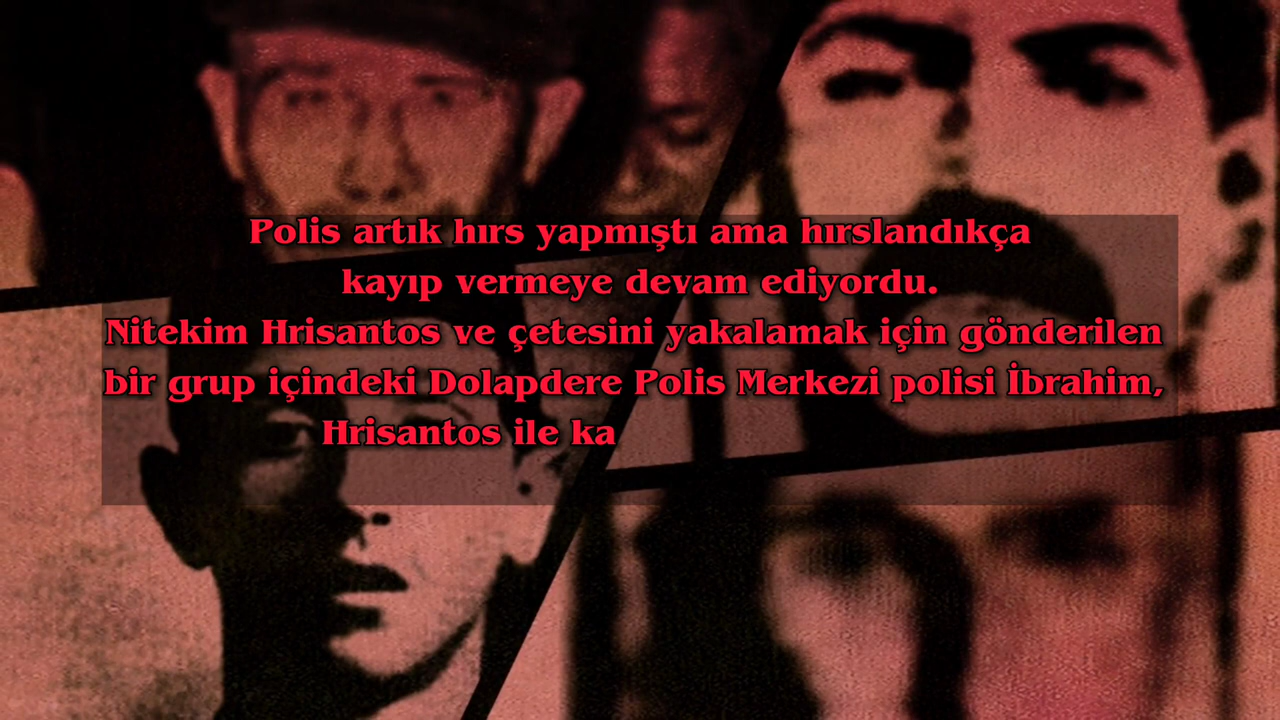 Polis artık hırs yapmıştı ama hırslandıkça
kayıp vermeye devam ediyordu.
Nitekim Hrisantos ve çetesini yakalamak için gönderilen
bir grup içindeki Dolapdere Polis Merkezi polisi İbrahim,
Hrisantos ile ka